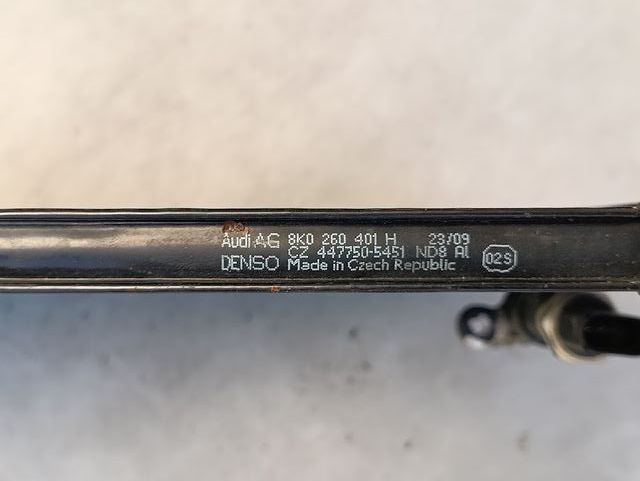 Audi AG 8K0 260 401 H 23/09
CZ 447750-5451 ND8 Al
DENSO Made in Czech Republic
02S